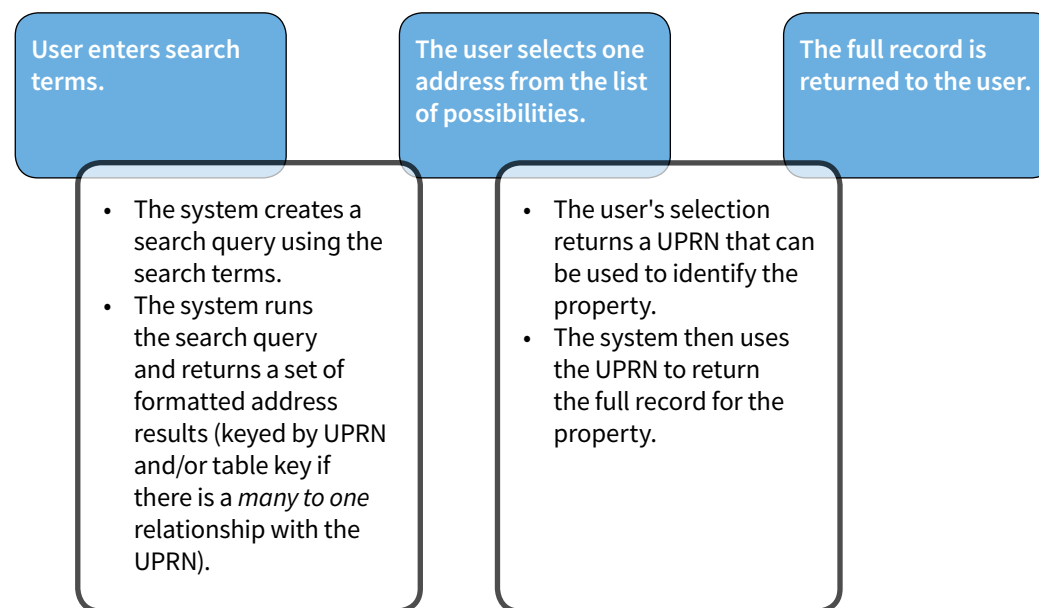 User enters search
terms.
• The system creates a
search query using the
search terms.
• The system runs
the search query
and returns a set of
formatted address
results (keyed by UPRN
and/or table key if
there is a many to one
relationship with the
UPRN).
The user selects one
address from the list
of possibilities.
• The user's selection
returns a UPRN that can
be used to identify the
property.
• The system then uses
the UPRN to return
the full record for the
property.
The full record is
returned to the user.